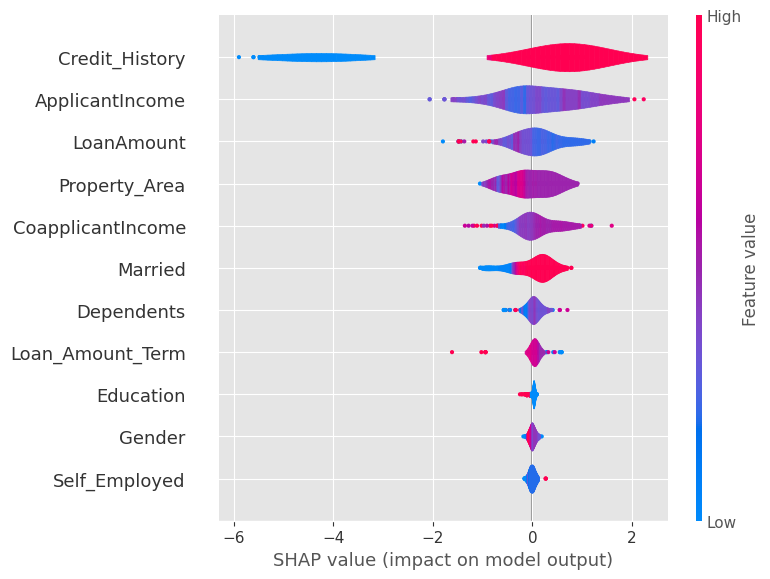 High
Credit_History
ApplicantIncome
LoanAmount
Property_Area
CoapplicantIncome
Married
Dependents
Loan_Amount_Term
Education
Gender
Self_Employed
Feature value
Low
−6 −4 −2 0 2
SHAP value (impact on model output)